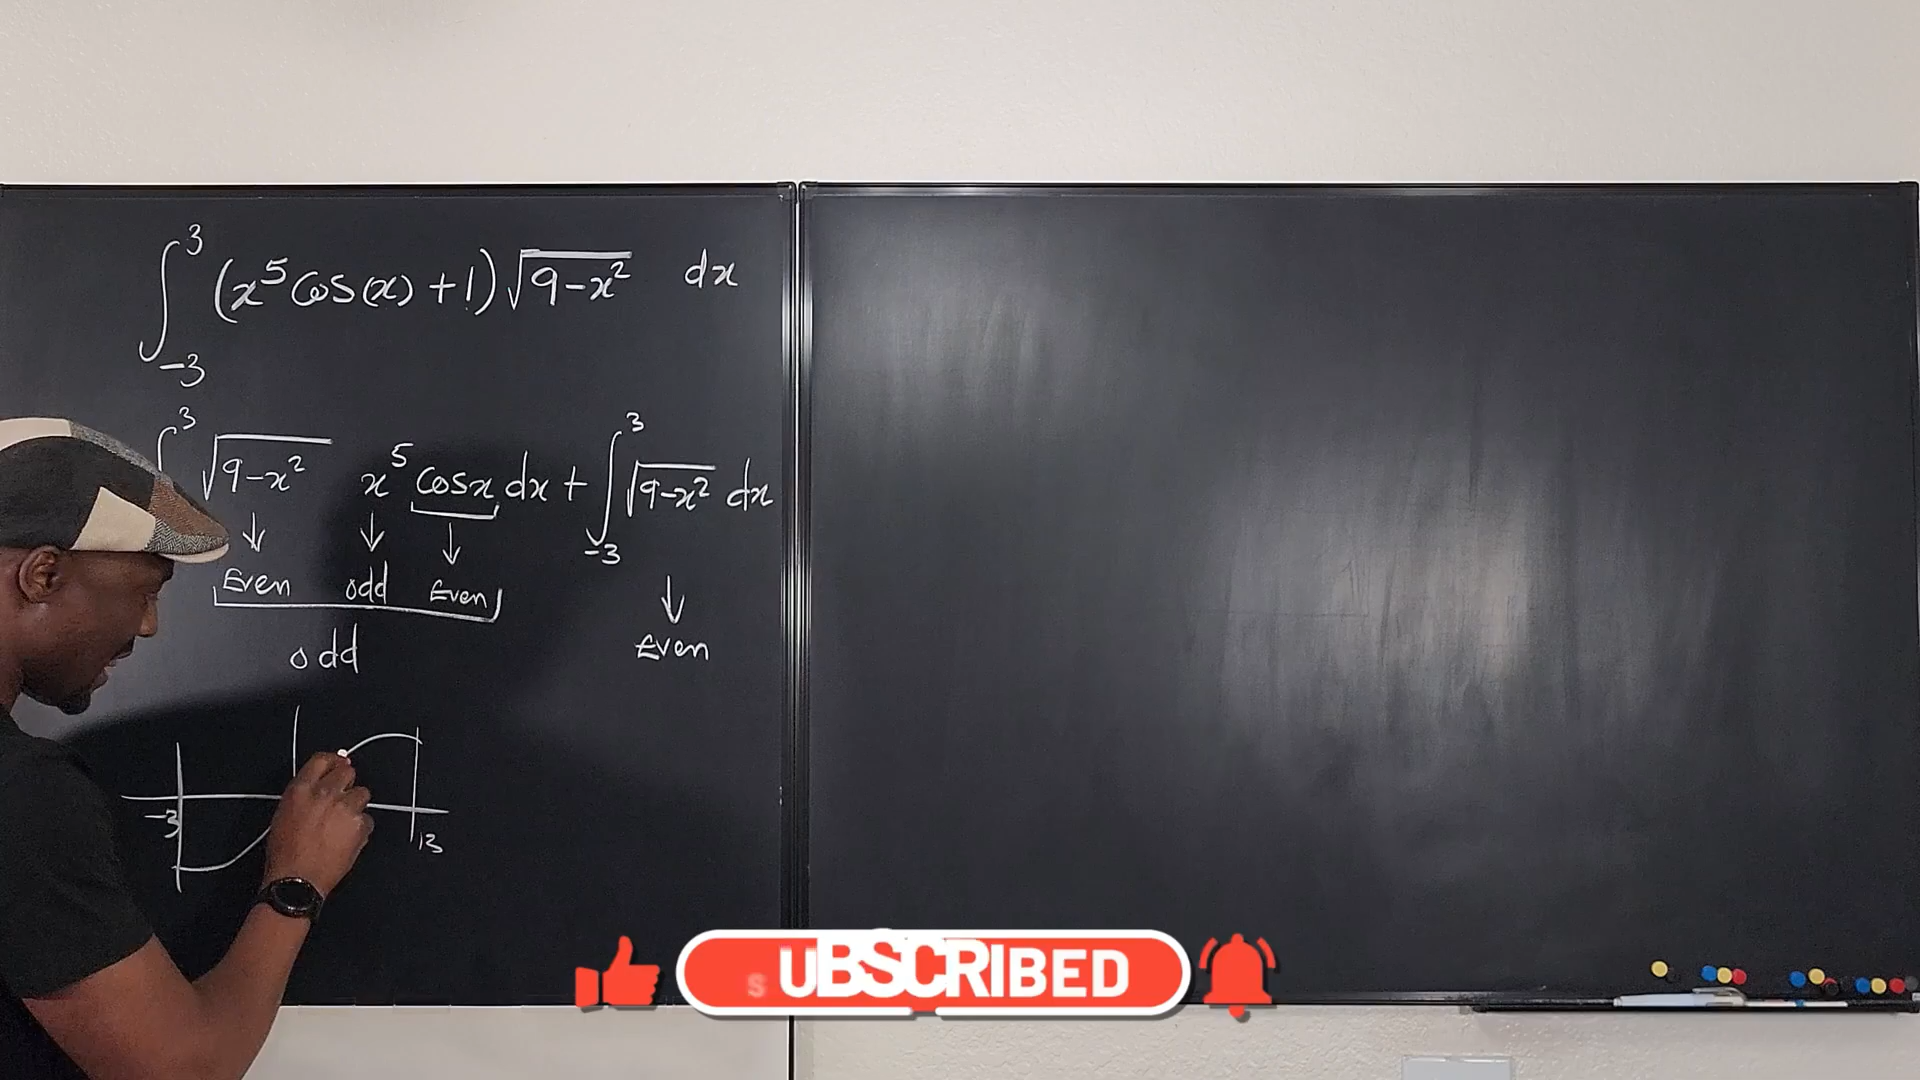 ∫₋₃³ (x⁵cos(x) + 1)√(9-x²) dx
∫³ √(9-x²) x⁵ cosx dx + ∫₋₃³ √(9-x²) dx
↓ ↓ ↓ ↓
Even odd Even
odd Even
-3 3
SUBSCRIBED